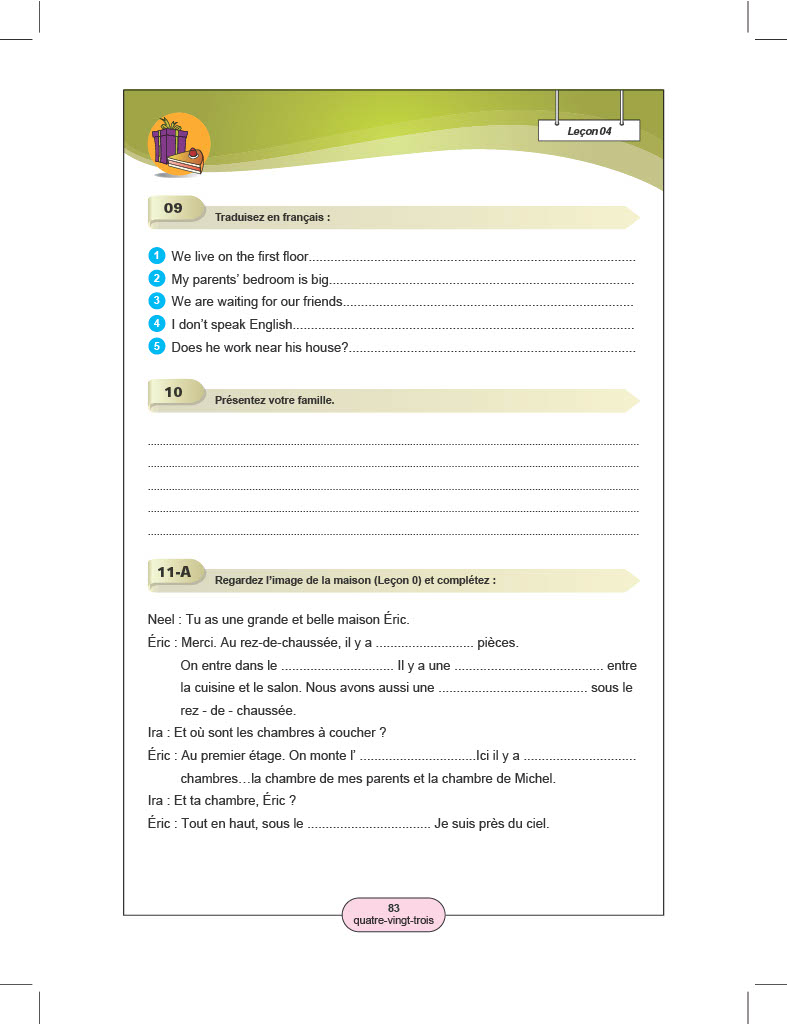 Leçon 04
09
Traduisez en français :
1 We live on the first floor.......................................................................................
2 My parents’ bedroom is big..................................................................................
3 We are waiting for our friends..............................................................................
4 I don’t speak English............................................................................................
5 Does he work near his house?.............................................................................
10
Présentez votre famille.
....................................................................................................................................
....................................................................................................................................
....................................................................................................................................
....................................................................................................................................
....................................................................................................................................
11-A
Regardez l’image de la maison (Leçon 0) et complétez :
Neel : Tu as une grande et belle maison Éric.
Éric : Merci. Au rez-de-chaussée, il y a .......................... pièces.
On entre dans le .............................. Il y a une ........................................ entre
la cuisine et le salon. Nous avons aussi une ........................................ sous le
rez - de - chaussée.
Ira : Et où sont les chambres à coucher ?
Éric : Au premier étage. On monte l’ ...............................Ici il y a ..............................
chambres…la chambre de mes parents et la chambre de Michel.
Ira : Et ta chambre, Éric ?
Éric : Tout en haut, sous le ................................. Je suis près du ciel.
83
quatre-vingt-trois